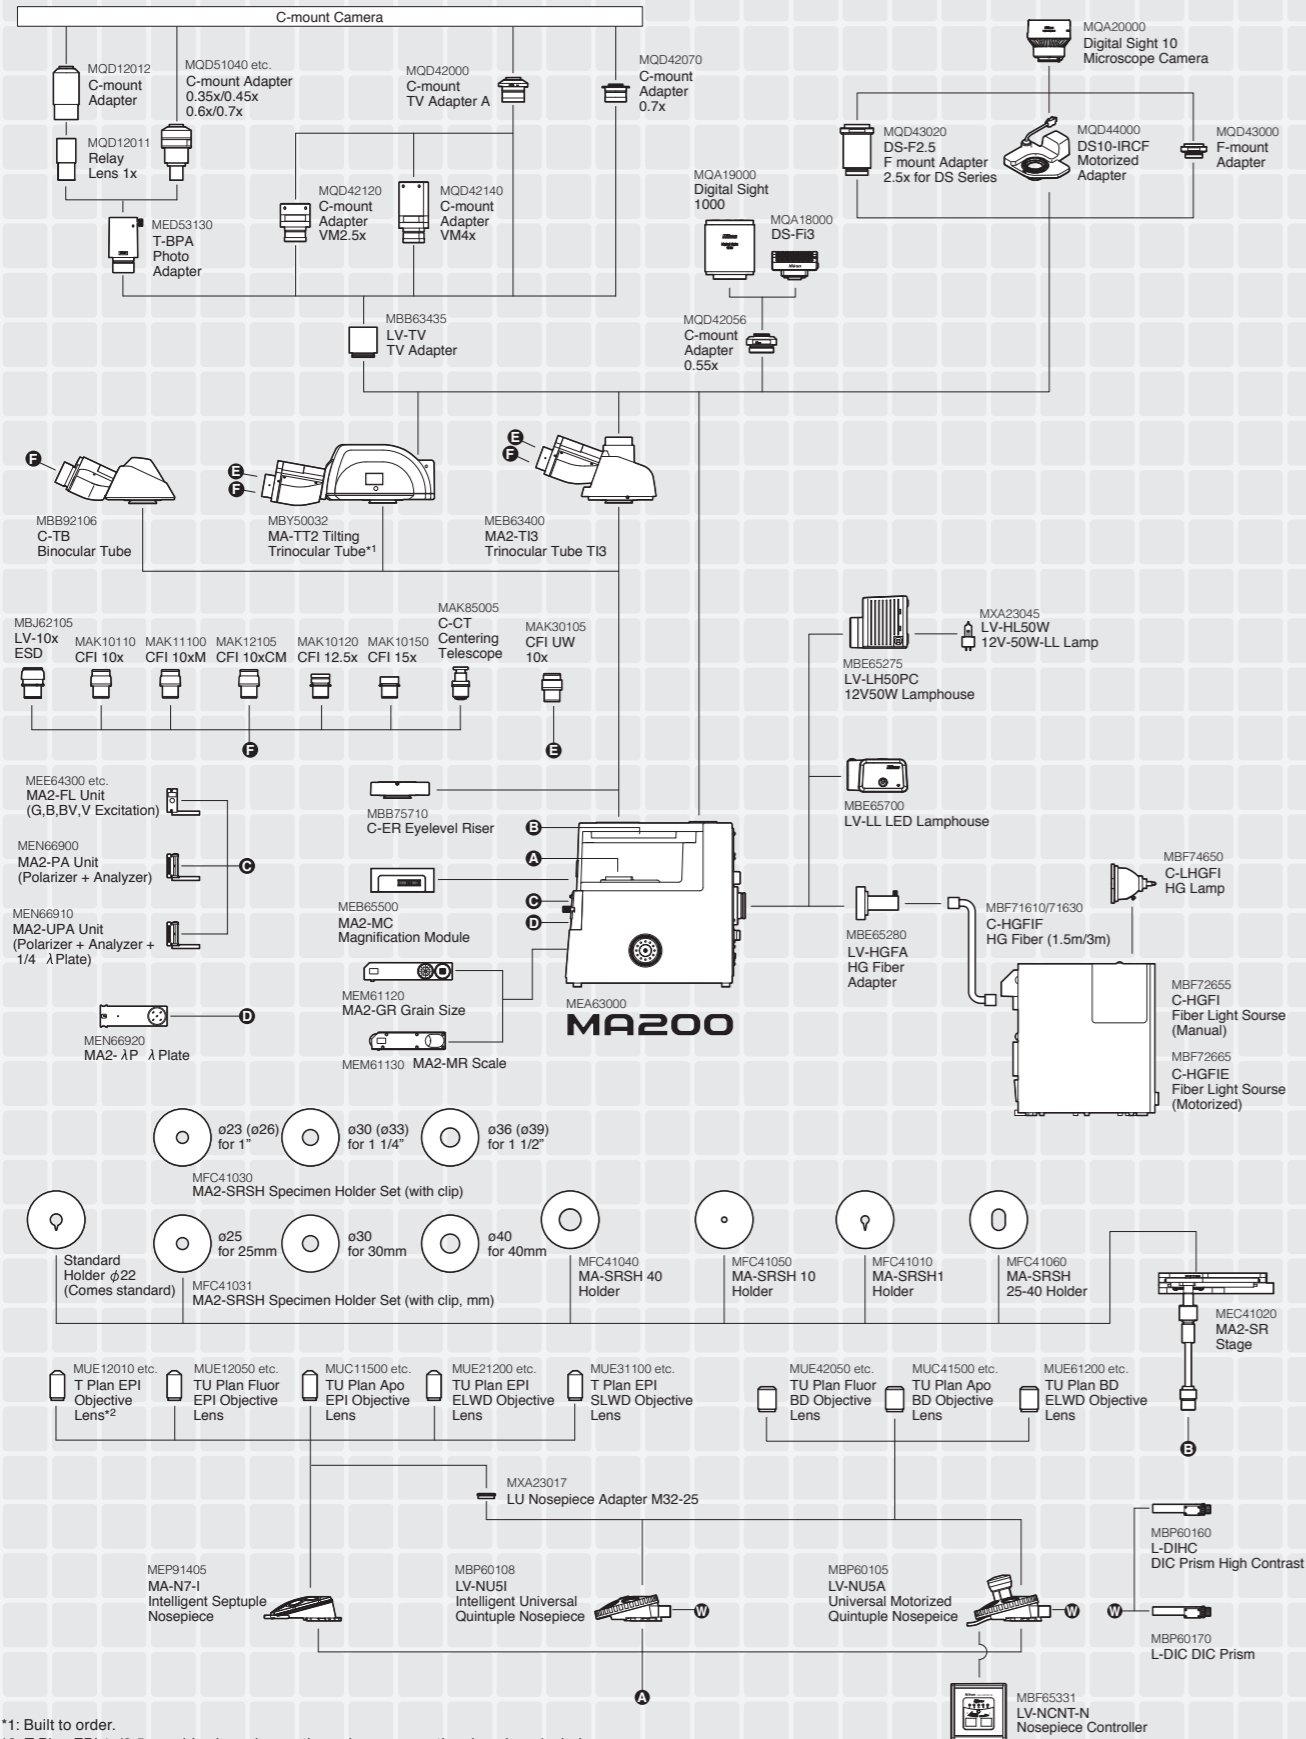 C-mount Camera
MQD12012
C-mount
Adapter
MQD51040 etc.
C-mount Adapter
0.35x/0.45x
0.6x/0.7x
MQD42000
C-mount
TV Adapter A
MQD42070
C-mount
Adapter
0.7x
MQA20000
Digital Sight 10
Microscope Camera
MQD12011
Relay
Lens 1x
MQD43020
DS-F2.5
F mount Adapter
2.5x for DS Series
MQD44000
DS10-IRCF
Motorized
Adapter
MQD43000
F-mount
Adapter
MED53130
T-BPA
Photo
Adapter
MQD42120
C-mount
Adapter
VM2.5x
MQD42140
C-mount
Adapter
VM4x
MQA19000
Digital Sight
1000
MQA18000
DS-Fi3
MBB63435
LV-TV
TV Adapter
MQD42056
C-mount
Adapter
0.55x
F
E
F
E
F
MBB92106
C-TB
Binocular Tube
MBY50032
MA-TT2 Tilting
Trinocular Tube*1
MEB63400
MA2-TI3
Trinocular Tube TI3
MBJ62105
LV-10x
ESD
MAK10110
CFI 10x
MAK11100
CFI 10xM
MAK12105
CFI 10xCM
MAK10120
CFI 12.5x
MAK10150
CFI 15x
MAK85005
C-CT
Centering
Telescope
MAK30105
CFI UW
10x
F
E
MBE65275
LV-LH50PC
12V50W Lamphouse
MXA23045
LV-HL50W
12V-50W-LL Lamp
MEE64300 etc.
MA2-FL Unit
(G,B,BV,V Excitation)
MEN66900
MA2-PA Unit
(Polarizer + Analyzer)
C
MEN66910
MA2-UPA Unit
(Polarizer + Analyzer +
1/4 λ Plate)
D
MEN66920
MA2- λP λ Plate
MBB75710
C-ER Eyelevel Riser
MEB65500
MA2-MC
Magnification Module
MEM61120
MA2-GR Grain Size
MEM61130 MA2-MR Scale
B
A
C
D
MEA63000
MA200
MBE65700
LV-LL LED Lamphouse
MBE65280
LV-HGFA
HG Fiber
Adapter
MBF71610/71630
C-HGFIF
HG Fiber (1.5m/3m)
MBF74650
C-LHGFI
HG Lamp
MBF72655
C-HGFI
Fiber Light Sourse
(Manual)
MBF72665
C-HGFIE
Fiber Light Sourse
(Motorized)
ø23 (ø26)
for 1”
ø30 (ø33)
for 1 1/4”
ø36 (ø39)
for 1 1/2”
MFC41030
MA2-SRSH Specimen Holder Set (with clip)
Standard
Holder ϕ22
(Comes standard)
ø25
for 25mm
ø30
for 30mm
ø40
for 40mm
MFC41031
MA2-SRSH Specimen Holder Set (with clip, mm)
MFC41040
MA-SRSH 40
Holder
MFC41050
MA-SRSH 10
Holder
MFC41010
MA-SRSH1
Holder
MFC41060
MA-SRSH
25-40 Holder
MEC41020
MA2-SR
Stage
B
MUE12010 etc.
T Plan EPI
Objective
Lens*2
MUE12050 etc.
TU Plan Fluor
EPI Objective
Lens
MUC11500 etc.
TU Plan Apo
EPI Objective
Lens
MUE21200 etc.
TU Plan EPI
ELWD Objective
Lens
MUE31100 etc.
T Plan EPI
SLWD Objective
Lens
MUE42050 etc.
TU Plan Fluor
BD Objective
Lens
MUC41500 etc.
TU Plan Apo
BD Objective
Lens
MUE61200 etc.
TU Plan BD
ELWD Objective
Lens
MXA23017
LU Nosepiece Adapter M32-25
MEP91405
MA-N7-I
Intelligent Septuple
Nosepiece
MBP60108
LV-NU5I
Intelligent Universal
Quintuple Nosepiece
W
MBP60105
LV-NU5A
Universal Motorized
Quintuple Nosepeice
W
MBP60160
L-DIHC
DIC Prism High Contrast
W
MBP60170
L-DIC DIC Prism
A
MBF65331
LV-NCNT-N
Nosepiece Controller
*1: Built to order.